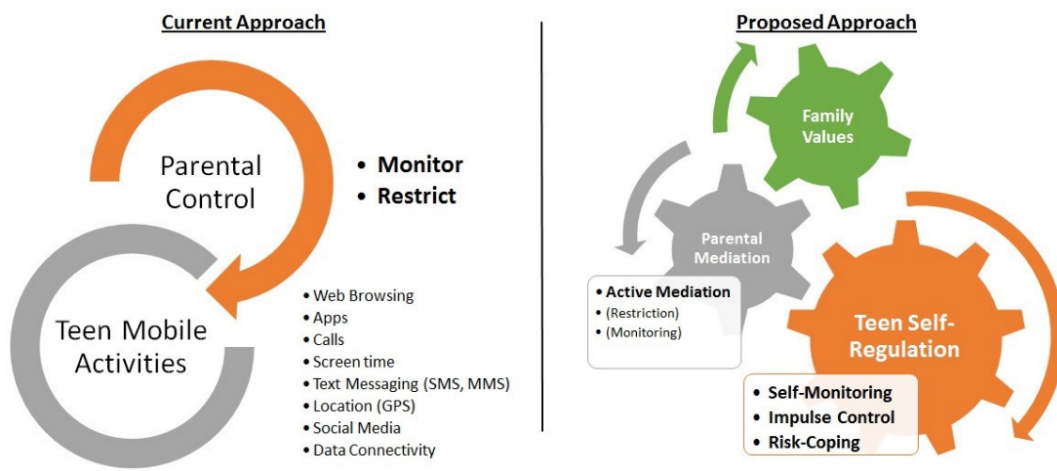 Current Approach
Parental
Control
• Monitor
• Restrict
Teen Mobile
Activities
• Web Browsing
• Apps
• Calls
• Screen time
• Text Messaging (SMS, MMS)
• Location (GPS)
• Social Media
• Data Connectivity
Proposed Approach
Family
Values
Parental
Mediation
• Active Mediation
• (Restriction)
• (Monitoring)
Teen Self-
Regulation
• Self-Monitoring
• Impulse Control
• Risk-Coping